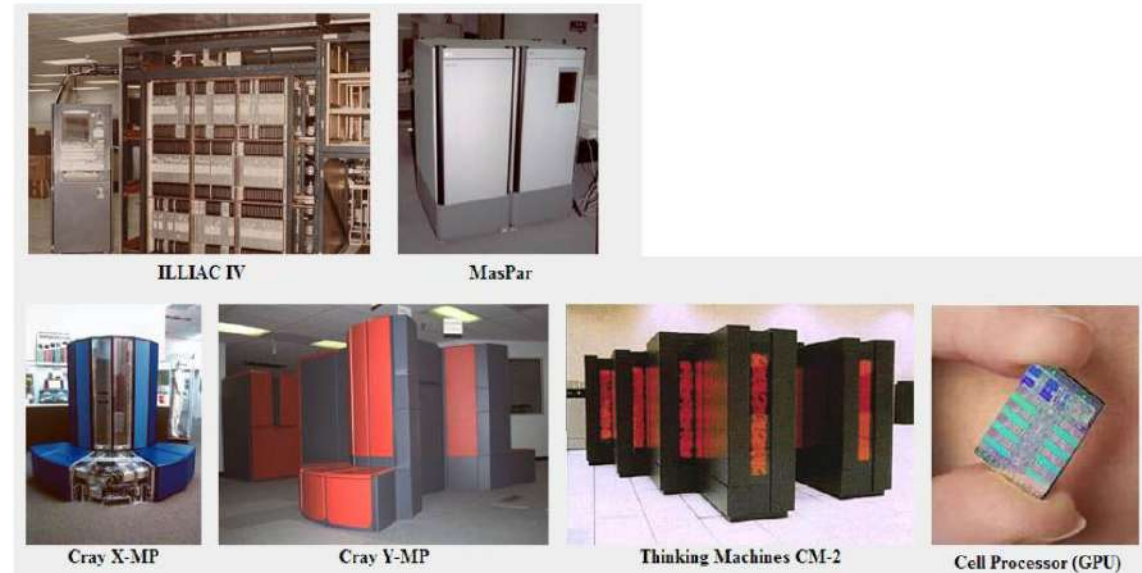 ILLIAC IV
MasPar
Cray X-MP
Cray Y-MP
Thinking Machines CM-2
Cell Processor (GPU)